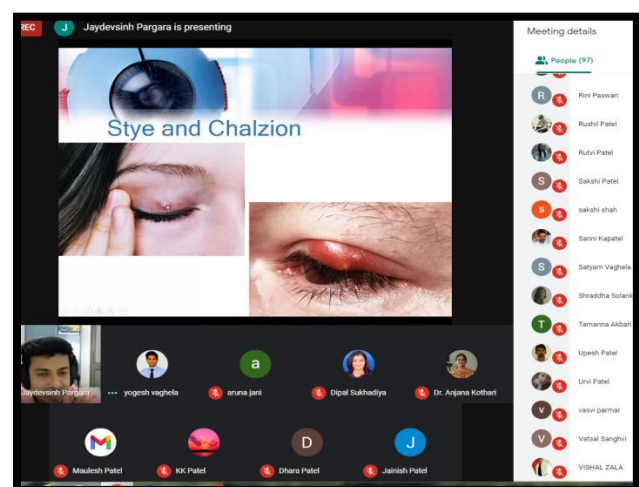 REC
J
Jaydevsinh Pargara is presenting
Meeting details
People (97)
Stye and Chalzion
R
Rini Paswan
Rushil Patel
Rutvi Patel
S
Sakshi Patel
s
sakshi shah
Sanni Kapatel
S
Satyam Vaghela
Shraddha Solank
T
Tamanna Akbari
Upesh Patel
Urvi Patel
v
vasvi parmar
V
Vatsal Sanghvi
VISHAL ZALA
Jaydevsinh Pargara
yogesh vaghela
a
aruna jani
Dipal Sukhadiya
Dr. Anjana Kothari
M
Maulesh Patel
KK Patel
D
Dhara Patel
J
Jainish Patel